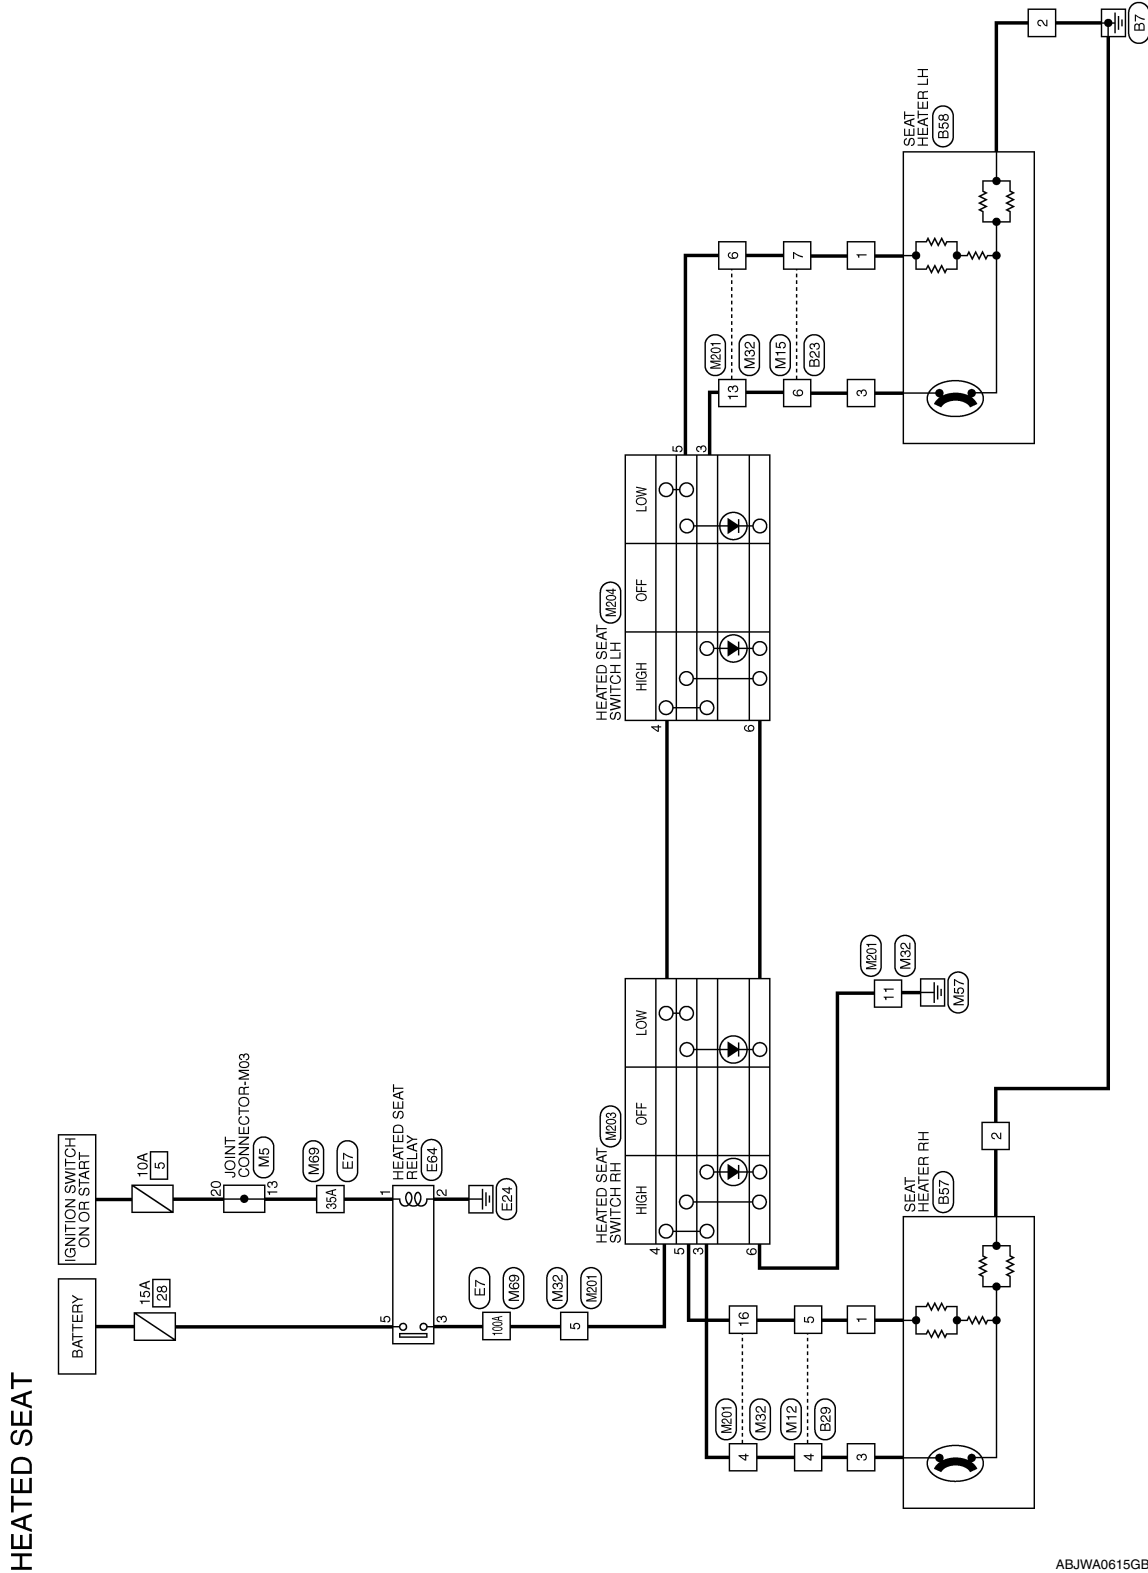 HEATED SEAT
BATTERY
IGNITION SWITCH
ON OR START
15A
28
10A
5
20
JOINT
CONNECTOR-M03
M5
13
35A
M69
E7
HEATED SEAT
RELAY
E64
5
1
3
2
E24
100A
E7
M69
5
M32
M201
HEATED SEAT
SWITCH RH
M203
HIGH
OFF
LOW
4
5
3
6
HEATED SEAT
SWITCH LH
M204
HIGH
OFF
LOW
4
6
5
3
4
M201
M32
16
4
M12
B29
5
3
1
SEAT
HEATER RH
B57
2
11
M201
M32
M57
13
M201
M32
6
6
M15
B23
7
3
1
SEAT
HEATER LH
B58
2
B7
ABJWA0615GB